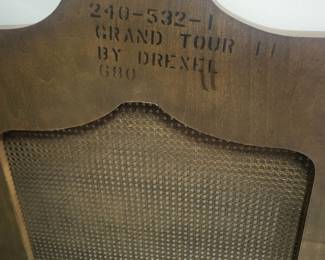 240-532-1
GRAND TOUR II
BY DREXEL
680